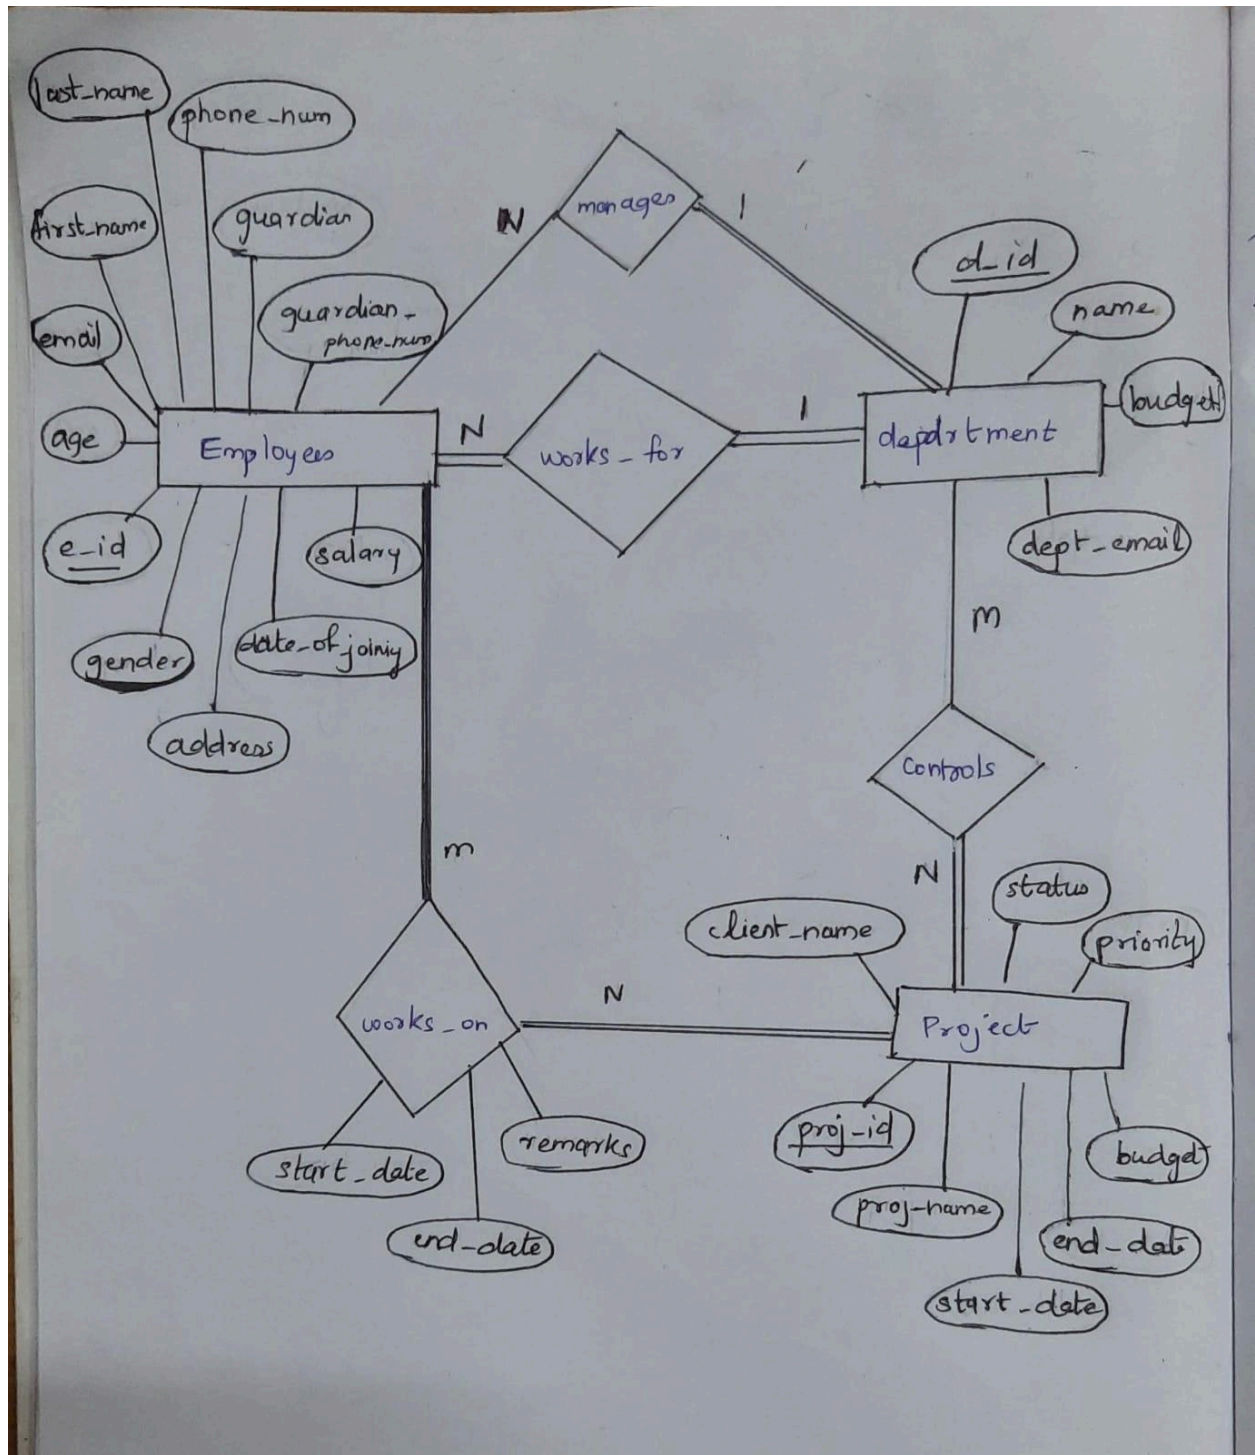 last_name
phone_num
first_name
guardian
manages
N
1
d_id
guardian_
phone_num
name
email
budget
age
Employees
N
works_for
1
department
e_id
salary
dept_email
gender
date_of_joiniy
M
address
controls
m
N
status
client_name
priority
works_on
N
Project
start_date
remarks
proj_id
budget
end_date
proj_name
end_date
start_date